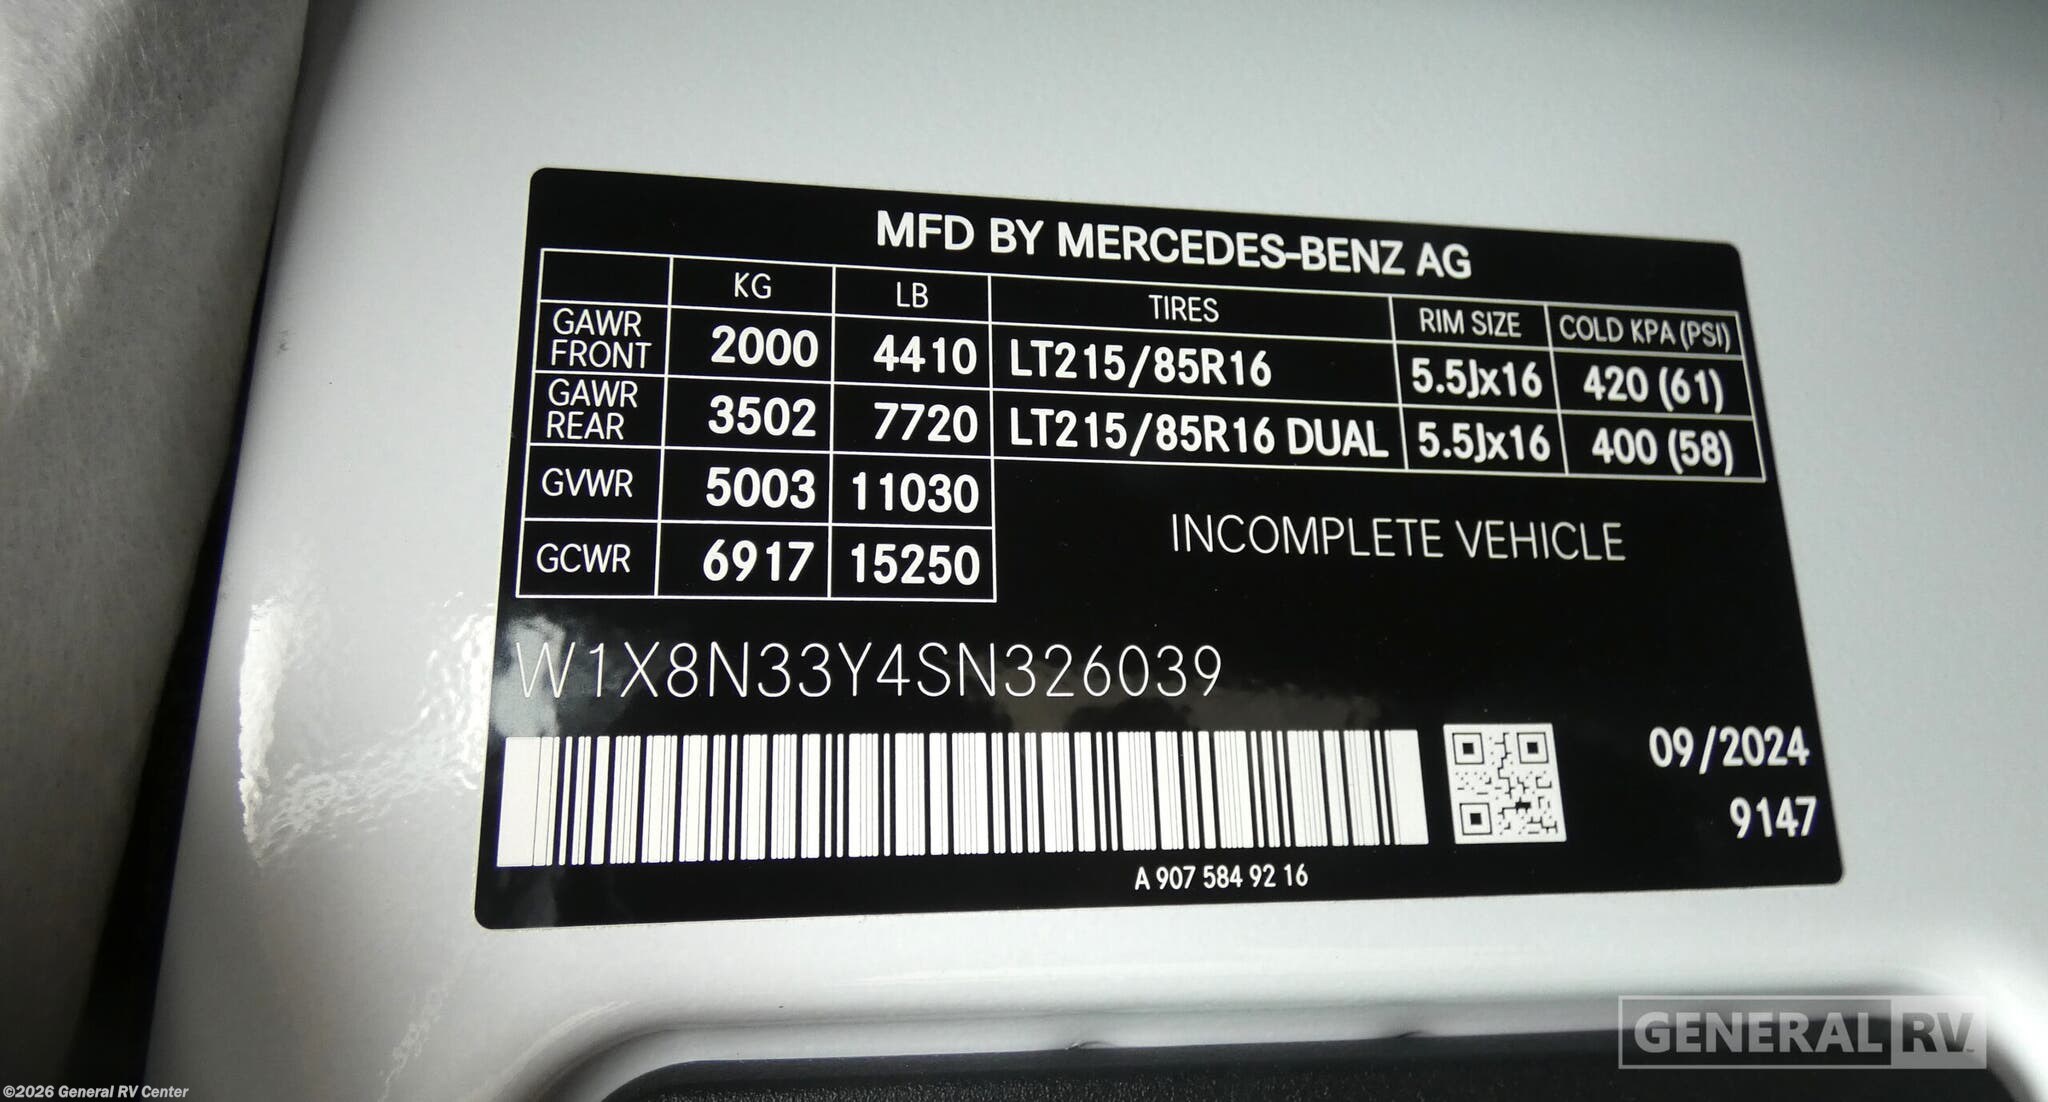 MFD BY MERCEDES-BENZ AG
KG LB TIRES RIM SIZE COLD KPA (PSI)
GAWR FRONT 2000 4410 LT215/85R16 5.5Jx16 420 (61)
GAWR REAR 3502 7720 LT215/85R16 DUAL 5.5Jx16 400 (58)
GVWR 5003 11030
GCWR 6917 15250
INCOMPLETE VEHICLE
W1X8N33Y4SN326039
09/2024
9147
A 907 584 92 16
GENERAL RV
©2026 General RV Center